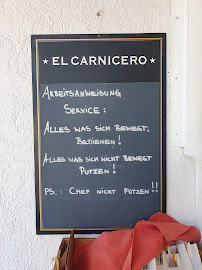 ★ EL CARNICERO ★
ARBEITSANWEISUNG
SERVICE:
ALLES WAS SICH BEWEGT,
BEDIENEN!
ALLES WAS SICH NICHT BEWEGT
PUTZEN!
PS.: CHEF NICHT PUTZEN!!